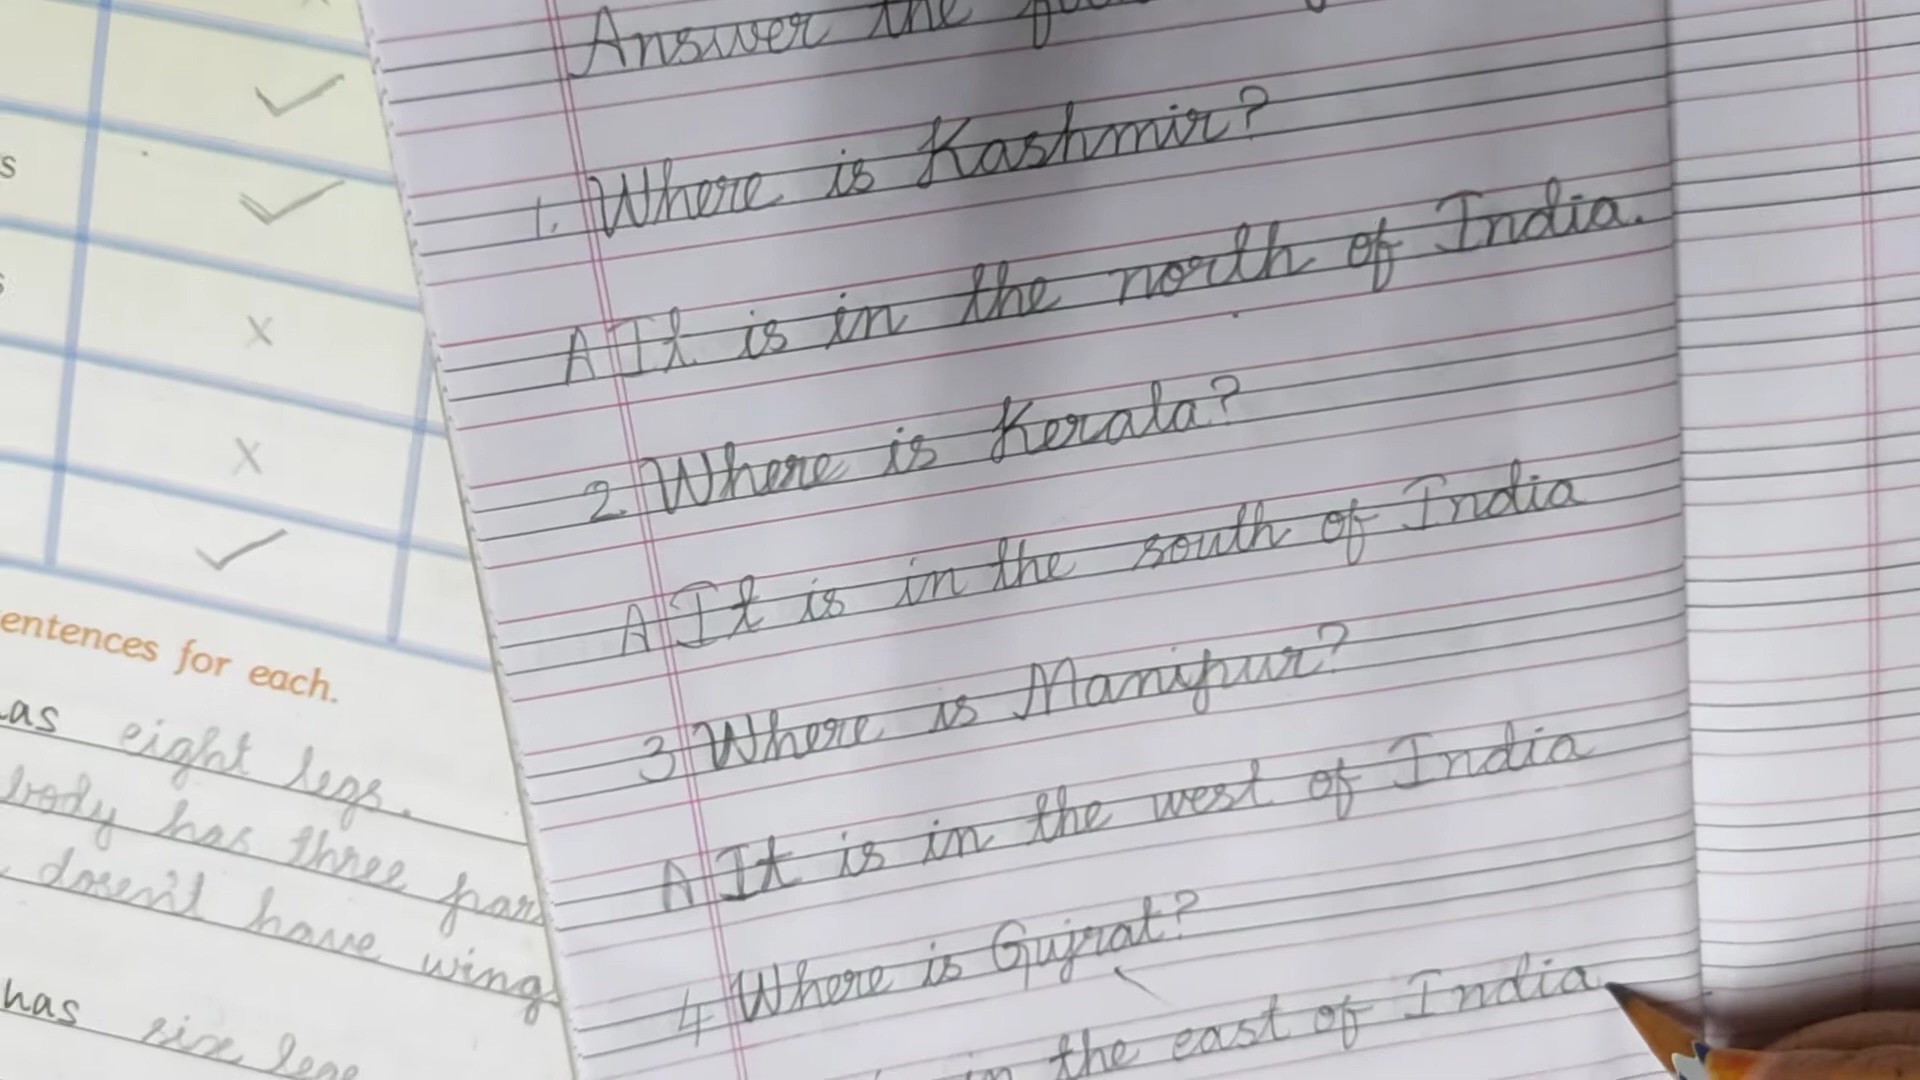 Answer the
1. Where is Kashmir?
A It is in the north of India.
2. Where is Kerala?
A It is in the south of India
3 Where is Manipur?
A It is in the west of India
4 Where is Gujrat?
in the east of India
s
s
entences for each.
as eight legs.
body has three par
doesn't have wing
has six legs